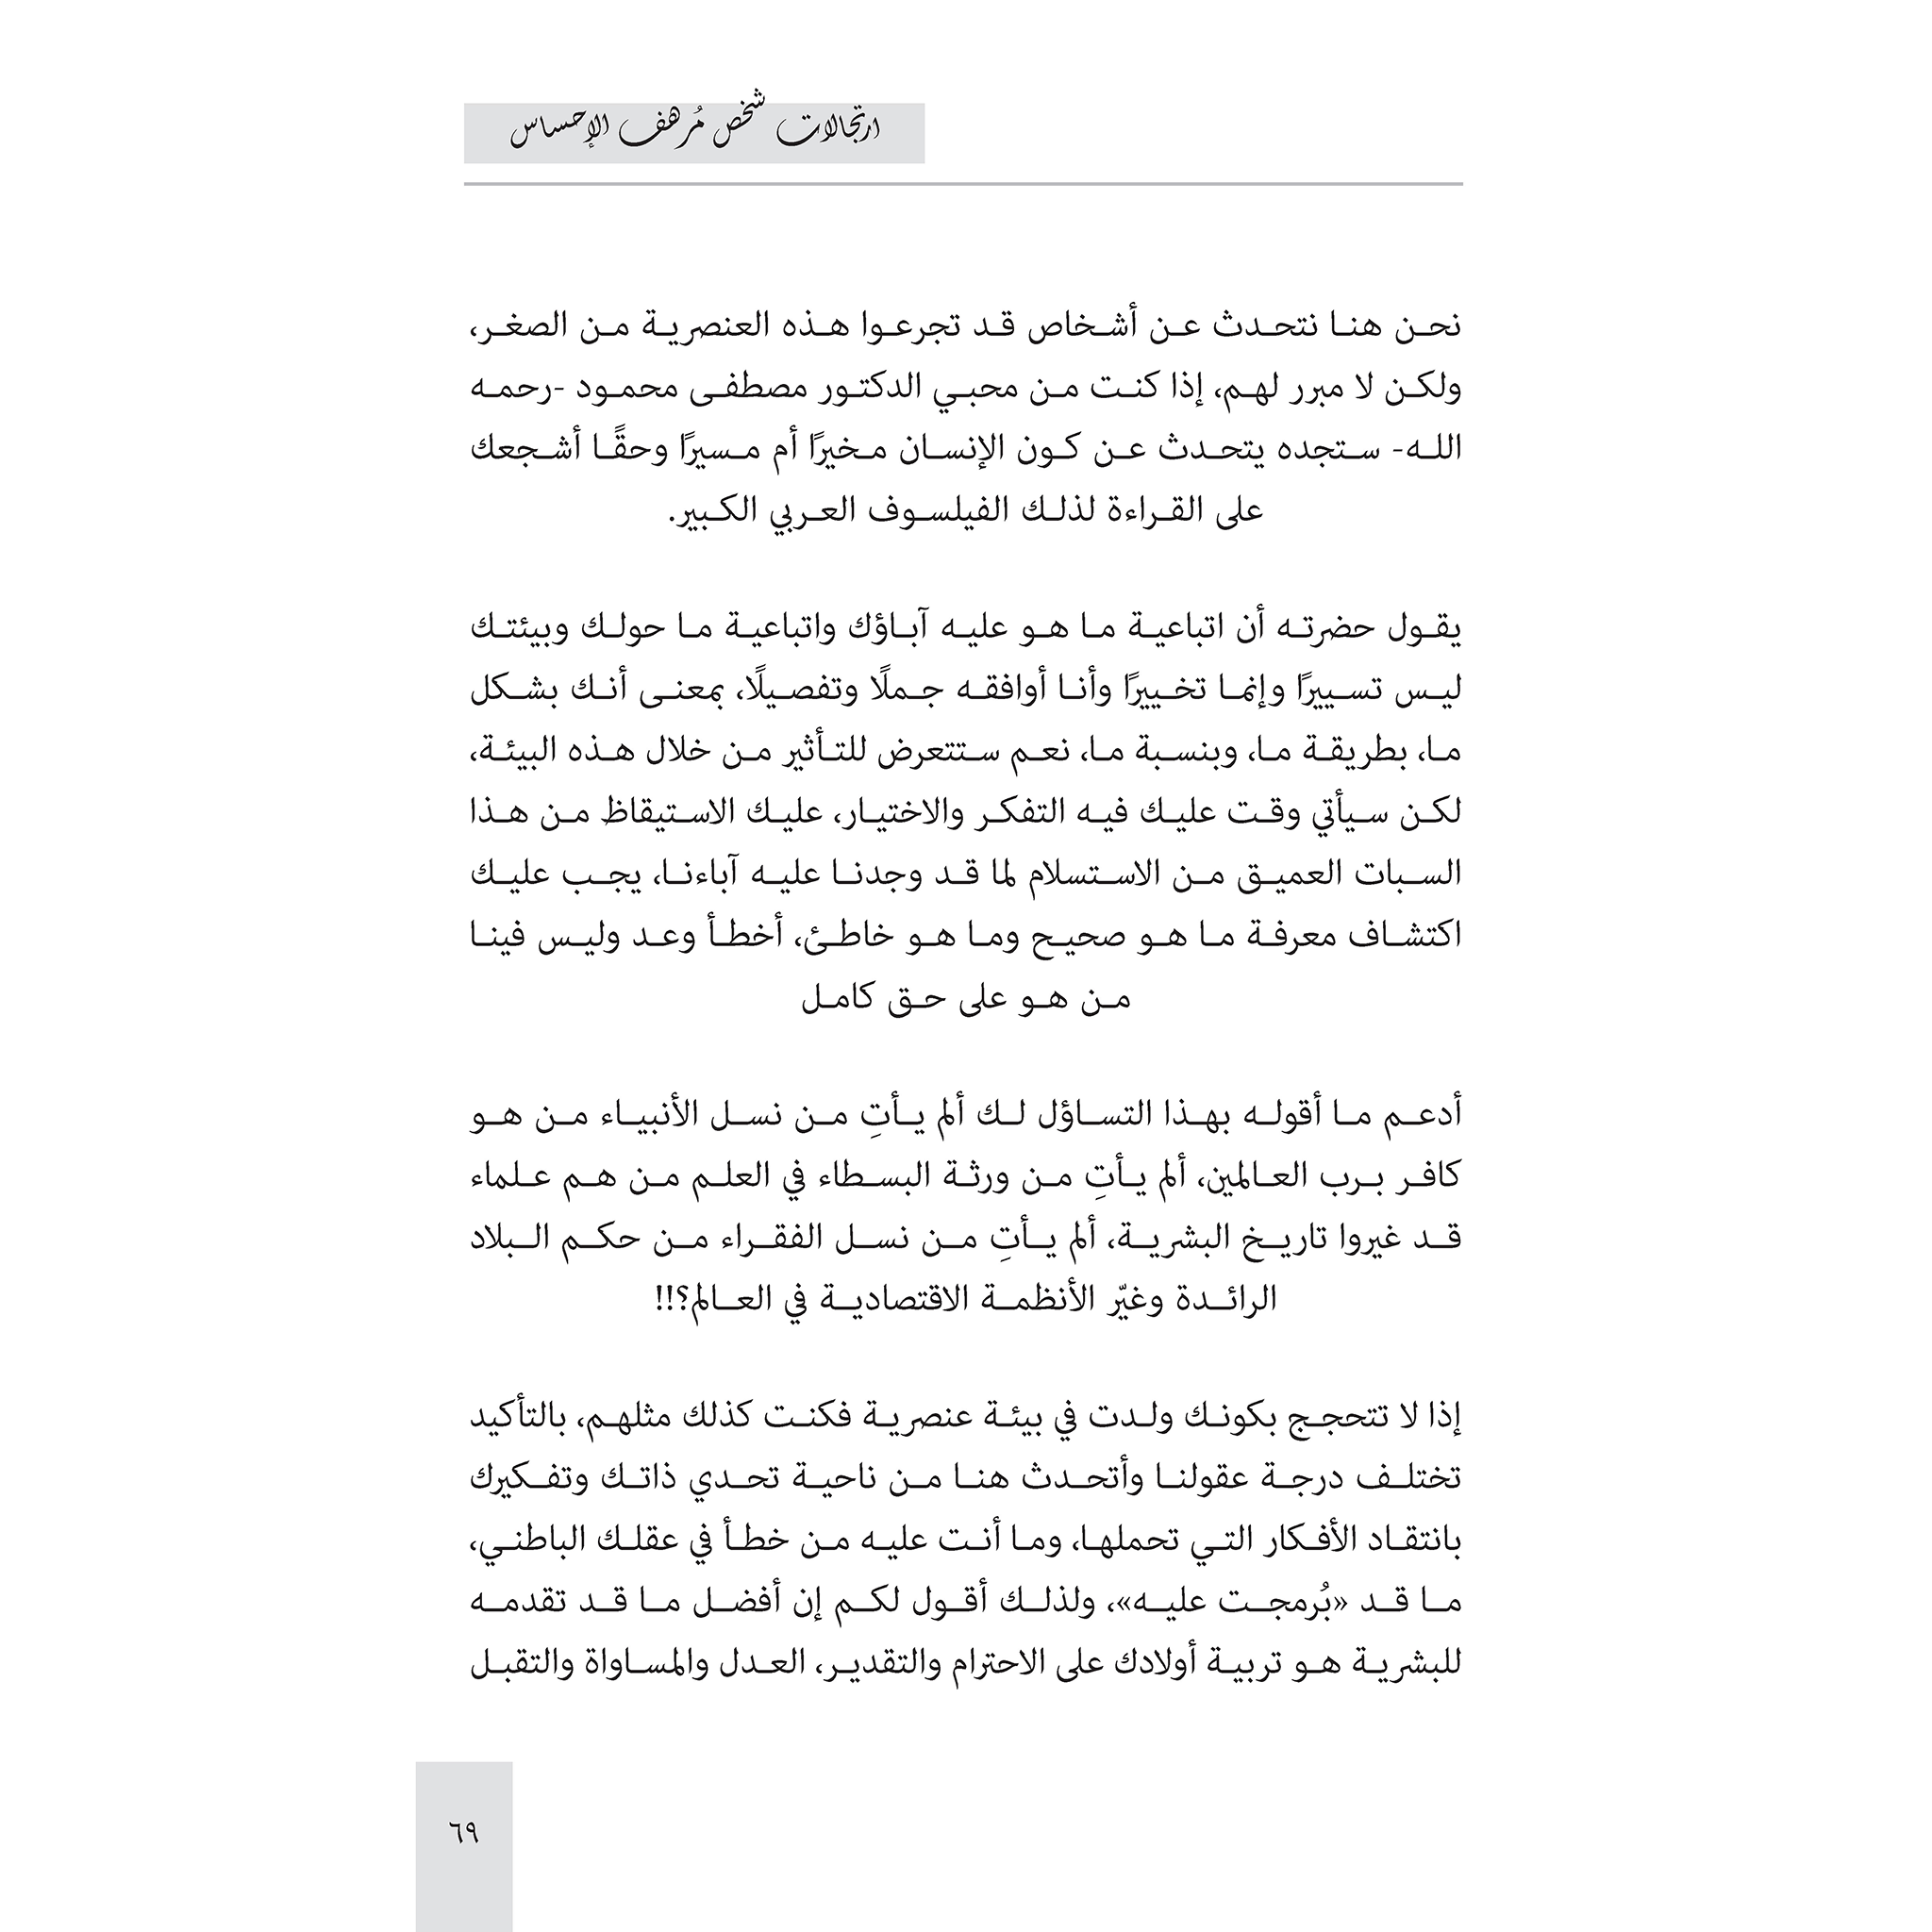 ارتجالات شخص مُرهف الإحساس
نحن هنا نتحدث عن أشخاص قد تجرعوا هذه العنصرية من الصغر،
ولكن لا مبرر لهم، إذا كنت من محبي الدكتور مصطفى محمود -رحمه
الله- ستجده يتحدث عن كون الإنسان مخيرًا أم مسيرًا وحقًا أشجعك
على القراءة لذلك الفيلسوف العربي الكبير.
يقول حضرته أن اتباعية ما هو عليه آباؤك واتباعية ما حولك وبيئتك
ليس تسييرًا وإنما تخييرًا وأنا أوافقه جملًا وتفصيلًا، بمعنى أنك بشكل
ما، بطريقة ما، وبنسبة ما، نعم ستتعرض للتأثير من خلال هذه البيئة،
لكن سيأتي وقت عليك فيه التفكر والاختيار، عليك الاستيقاظ من هذا
السبات العميق من الاستسلام لما قد وجدنا عليه آباءنا، يجب عليك
اكتشاف معرفة ما هو صحيح وما هو خاطئ، أخطأ وعد وليس فينا
من هو على حق كامل
أدعم ما أقوله بهذا التساؤل لك ألم يأتِ من نسل الأنبياء من هو
كافر برب العالمين، ألم يأتِ من ورثة البسطاء في العلم من هم علماء
قد غيروا تاريخ البشرية، ألم يأتِ من نسل الفقراء من حكم البلاد
الرائدة وغيّر الأنظمة الاقتصادية في العالم؟!!
إذا لا تتحجج بكونك ولدت في بيئة عنصرية فكنت كذلك مثلهم، بالتأكيد
تختلف درجة عقولنا وأتحدث هنا من ناحية تحدي ذاتك وتفكيرك
بانتقاد الأفكار التي تحملها، وما أنت عليه من خطأ في عقلك الباطني،
ما قد «بُرمجت عليه»، ولذلك أقول لكم إن أفضل ما قد تقدمه
للبشرية هو تربية أولادك على الاحترام والتقدير، العدل والمساواة والتقبل
٦٩